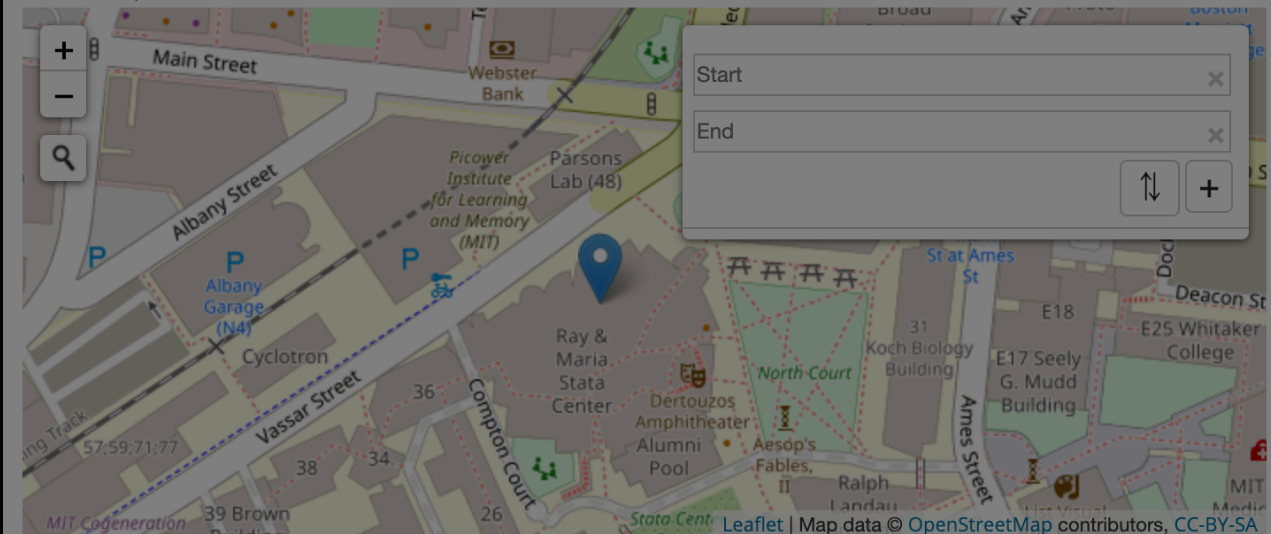 Main Street
Webster
Bank
Start
End
+
−
+
Albany Street
Picower
Institute
for Learning
and Memory
(MIT)
Parsons
Lab (48)
P
P
P
Albany
Garage
(N4)
Cyclotron
Vassar Street
Ray &
Maria
Stata
Center
Dertouzos
Amphitheater
Alumni
Pool
North Court
Aesop's
Fables,
II
31
Koch Biology
Building
St at Ames
St
E18
E17 Seely
G. Mudd
Building
Deacon St
E25 Whitaker
College
Ames Street
Compton Court
36
34
38
26
57;59;71;77
39 Brown
Building
MIT Cogeneration
Ralph
Landau
MIT
Leaflet | Map data © OpenStreetMap contributors, CC-BY-SA